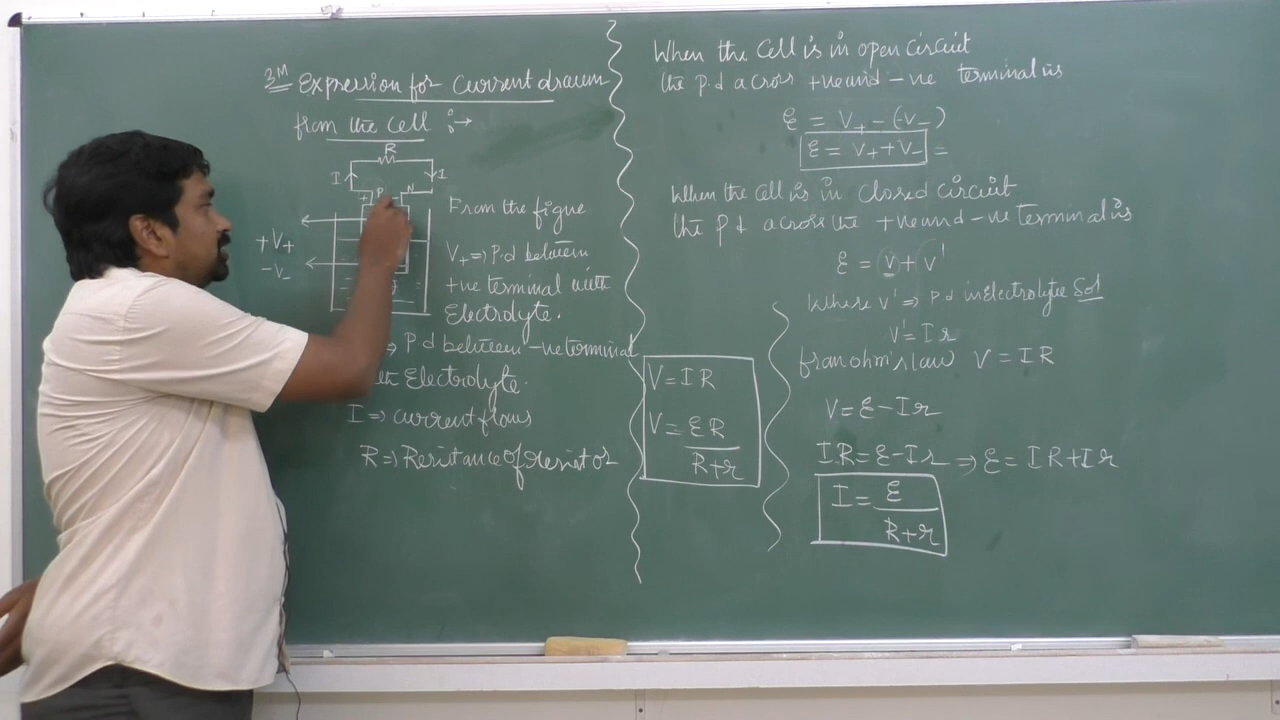 3M Expression for current drawn
from the cell :→
R
I
I
+
P
N
+V+
-V-
From the figure
V+ => P.d between
+ve terminal with
Electrolyte.
P d between -ve terminal
Electrolyte.
I => current flows
R => Resitance of resistor
V = IR
V = εR
R+r
When the cell is in open circuit
the p.d across +ve and -ve terminal is
ε = V+ - (-V-)
ε = V+ + V- =
When the cell is in closed circuit
the p d across the +ve and -ve terminal is
ε = V + V'
Where V' => P d in Electrolyte Sol
V' = Ir
from ohm's law V = IR
V = ε - Ir
IR = ε - Ir => ε = IR + Ir
I = ε
R+r